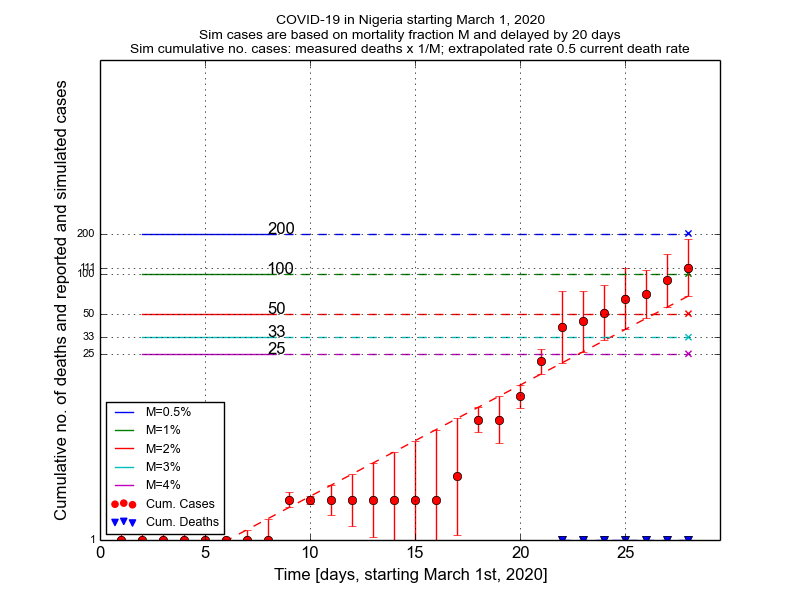 COVID-19 in Nigeria starting March 1, 2020
Sim cases are based on mortality fraction M and delayed by 20 days
Sim cumulative no. cases: measured deaths x 1/M; extrapolated rate 0.5 current death rate
Cumulative no. of deaths and reported and simulated cases
200
111
100
50
33
25
1
200
100
50
33
25
M=0.5%
M=1%
M=2%
M=3%
M=4%
Cum. Cases
Cum. Deaths
0 5 10 15 20 25
Time [days, starting March 1st, 2020]